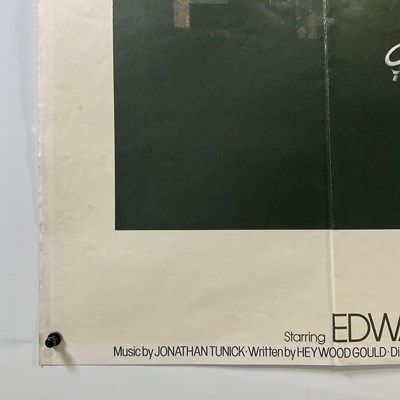 Starring EDWA
Music by JONATHAN TUNICK · Written by HEYWOOD GOULD · Di